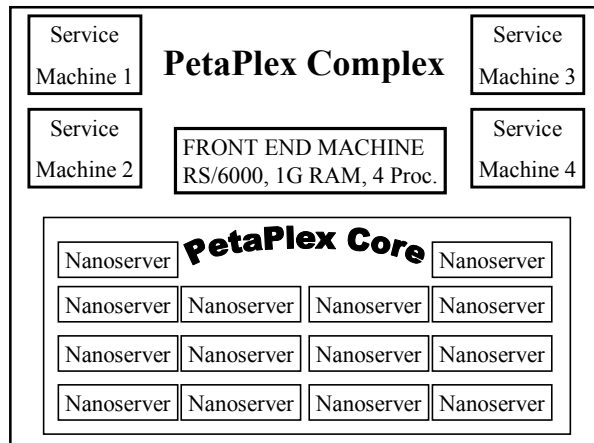 Service
Machine 1
PetaPlex Complex
Service
Machine 3
Service
Machine 2
FRONT END MACHINE
RS/6000, 1G RAM, 4 Proc.
Service
Machine 4
PetaPlex Core
Nanoserver
Nanoserver
Nanoserver Nanoserver Nanoserver Nanoserver
Nanoserver Nanoserver Nanoserver Nanoserver
Nanoserver Nanoserver Nanoserver Nanoserver